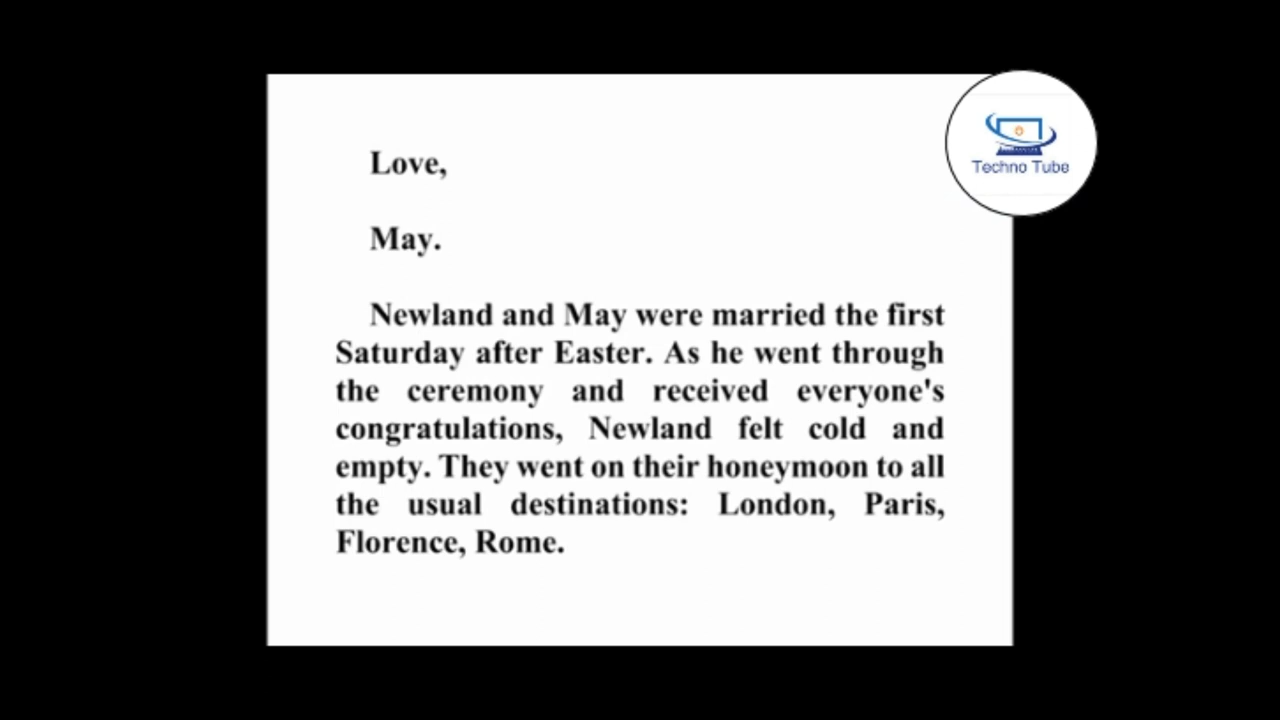 Love,
May.
Newland and May were married the first
Saturday after Easter. As he went through
the ceremony and received everyone's
congratulations, Newland felt cold and
empty. They went on their honeymoon to all
the usual destinations: London, Paris,
Florence, Rome.
Techno Tube